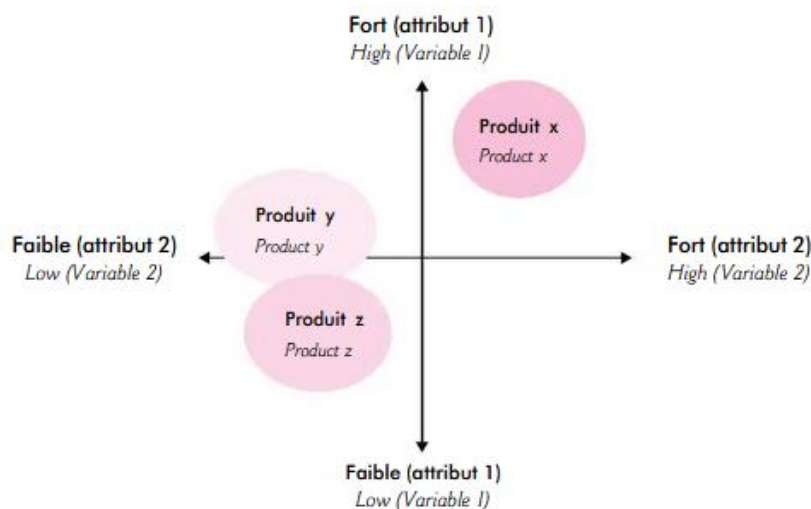 Fort (attribut 1)
High (Variable 1)
Produit x
Product x
Produit y
Product y
Faible (attribut 2)
Low (Variable 2)
Fort (attribut 2)
High (Variable 2)
Produit z
Product z
Faible (attribut 1)
Low (Variable 1)